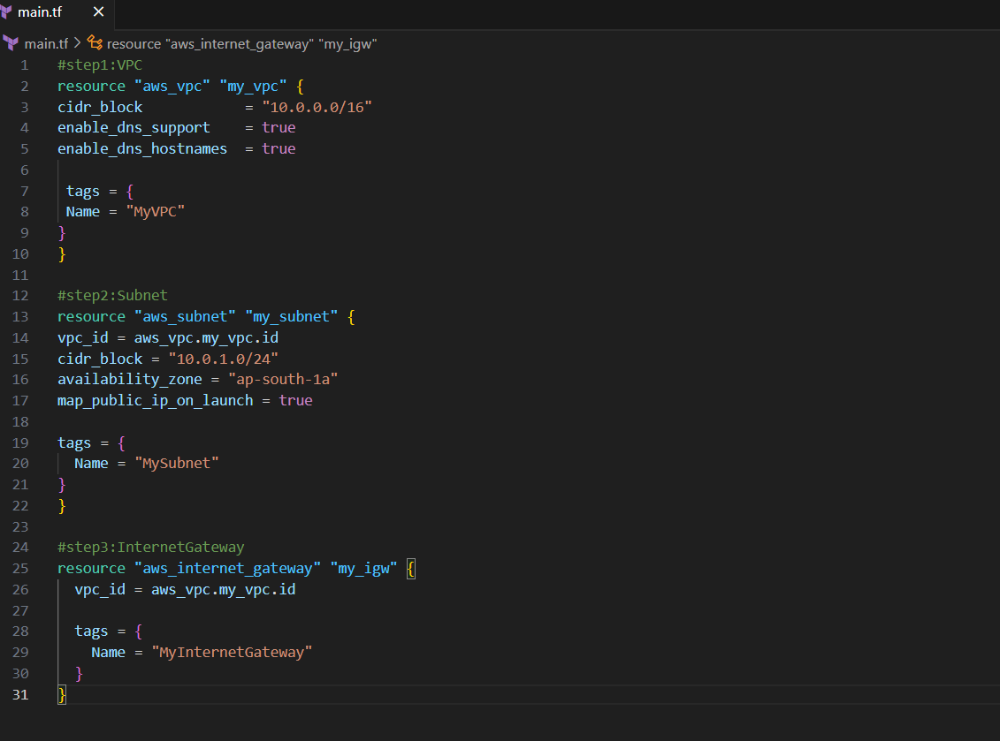 main.tf
main.tf > resource "aws_internet_gateway" "my_igw"
1 #step1:VPC
2 resource "aws_vpc" "my_vpc" {
3 cidr_block            = "10.0.0.0/16"
4 enable_dns_support    = true
5 enable_dns_hostnames  = true
6
7  tags = {
8  Name = "MyVPC"
9 }
10 }
11
12 #step2:Subnet
13 resource "aws_subnet" "my_subnet" {
14 vpc_id = aws_vpc.my_vpc.id
15 cidr_block = "10.0.1.0/24"
16 availability_zone = "ap-south-1a"
17 map_public_ip_on_launch = true
18
19 tags = {
20   Name = "MySubnet"
21 }
22 }
23
24 #step3:InternetGateway
25 resource "aws_internet_gateway" "my_igw" {
26   vpc_id = aws_vpc.my_vpc.id
27
28   tags = {
29     Name = "MyInternetGateway"
30   }
31 }